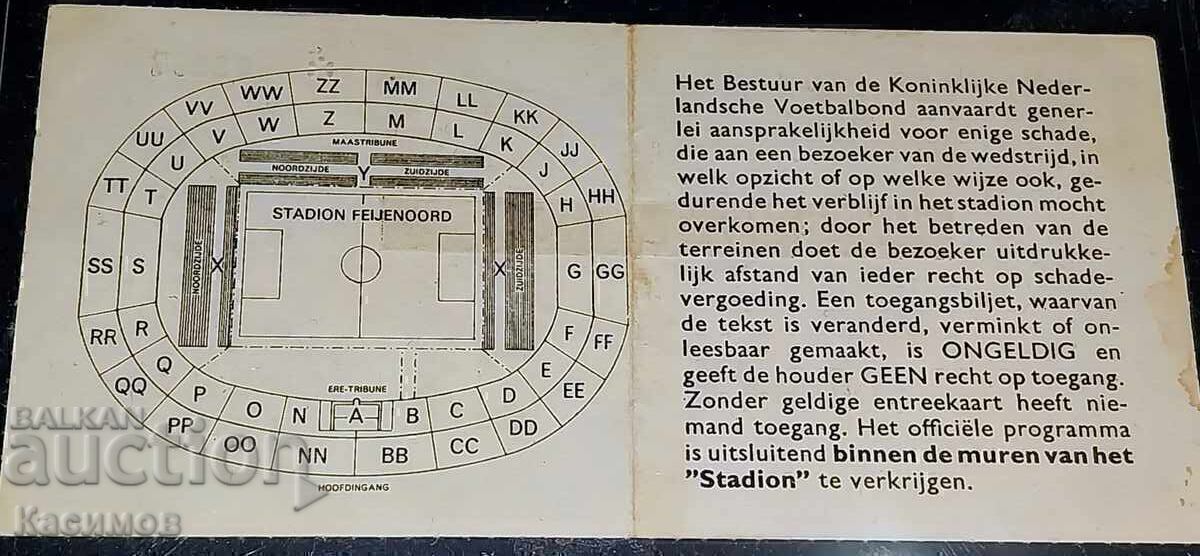 ZZ MM
WW LL
VV KK
UU JJ
TT HH
SS GG
RR FF
QQ EE
PP DD
OO CC
NN BB
Z M
W L
V K
U J
T H
S G
R F
Q E
P D
O C
N A B
MAASTRIBUNE
NOORDZIJDE Y ZUIDZIJDE
STADION FEIJENOORD
NOORDZIJDE X X ZUIDZIJDE
ERE-TRIBUNE
HOOFDINGANG
Het Bestuur van de Koninklijke Neder-
landsche Voetbalbond aanvaardt gener-
lei aansprakelijkheid voor enige schade,
die aan een bezoeker van de wedstrijd, in
welk opzicht of op welke wijze ook, ge-
durende het verblijf in het stadion mocht
overkomen; door het betreden van de
terreinen doet de bezoeker uitdrukke-
lijk afstand van ieder recht op schade-
vergoeding. Een toegangsbiljet, waarvan
de tekst is veranderd, verminkt of on-
leesbaar gemaakt, is ONGELDIG en
geeft de houder GEEN recht op toegang.
Zonder geldige entreekaart heeft nie-
mand toegang. Het officiële programma
is uitsluitend binnen de muren van het
"Stadion" te verkrijgen.
BALKAN
auction
Касимов